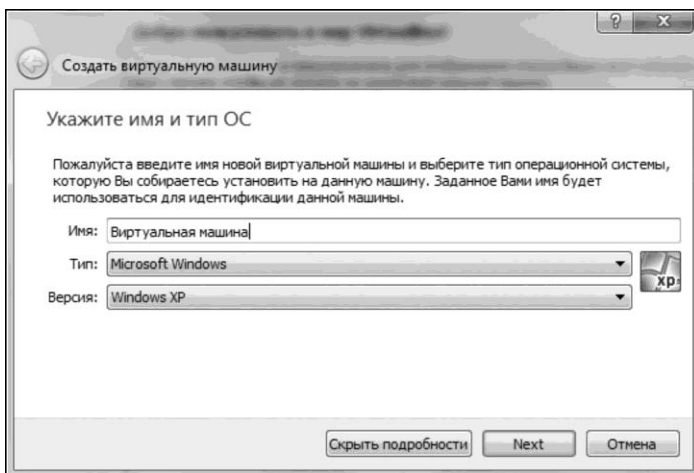 Создать виртуальную машину
Укажите имя и тип ОС
Пожалуйста введите имя новой виртуальной машины и выберите тип операционной системы,
которую Вы собираетесь установить на данную машину. Заданное Вами имя будет
использоваться для идентификации данной машины.
Имя: Виртуальная машина
Тип: Microsoft Windows
Версия: Windows XP
xp
Скрыть подробности Next Отмена